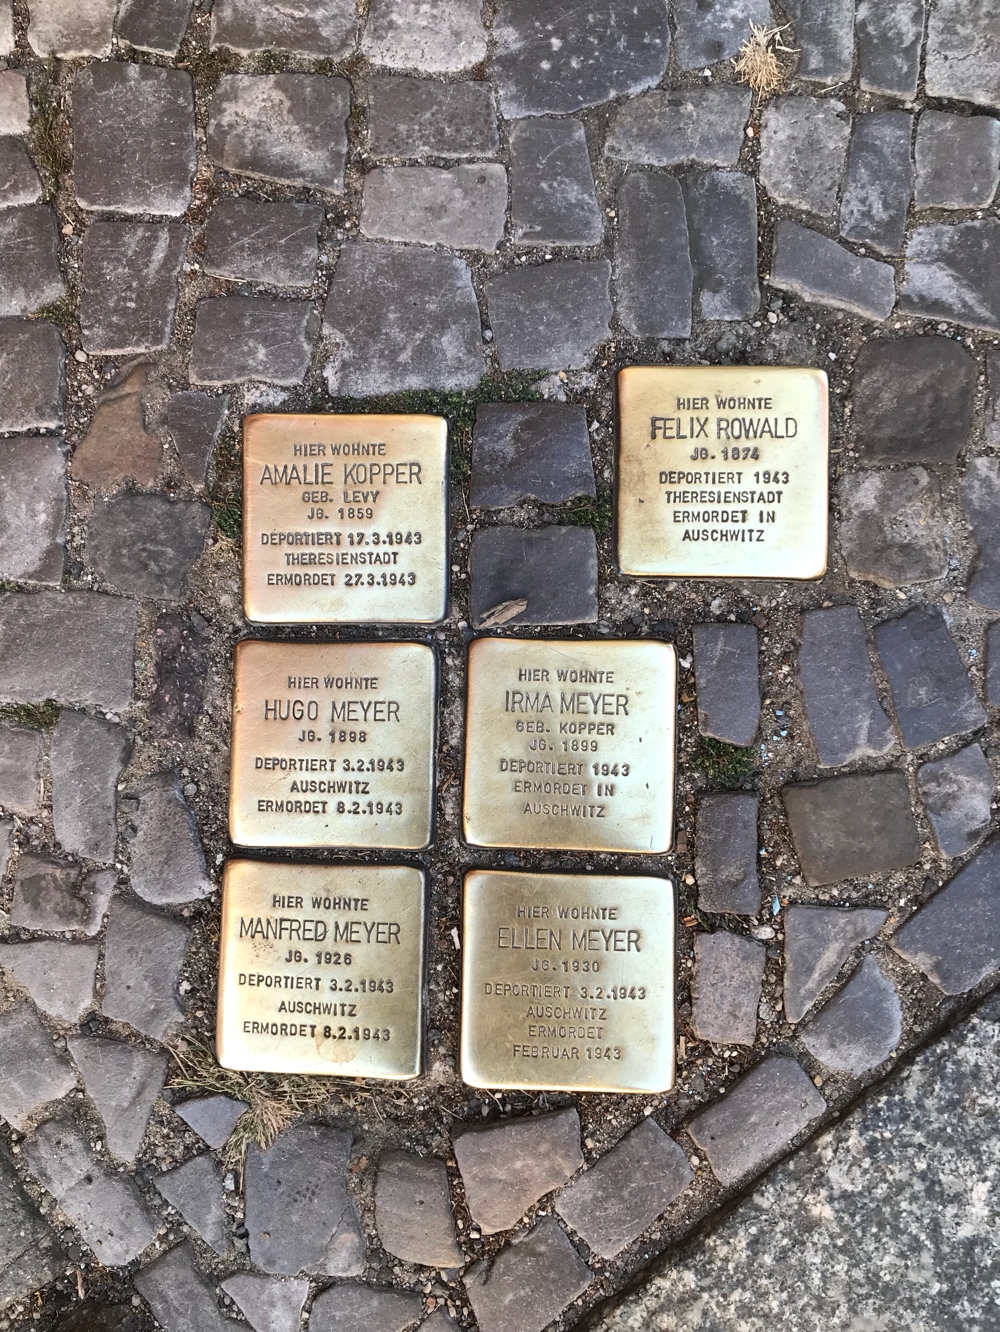 HIER WOHNTE
AMALIE KOPPER
GEB. LEVY
JG. 1859
DEPORTIERT 17.3.1943
THERESIENSTADT
ERMORDET 27.3.1943
HIER WOHNTE
FELIX ROWALD
JG. 1874
DEPORTIERT 1943
THERESIENSTADT
ERMORDET IN
AUSCHWITZ
HIER WOHNTE
HUGO MEYER
JG. 1898
DEPORTIERT 3.2.1943
AUSCHWITZ
ERMORDET 8.2.1943
HIER WOHNTE
IRMA MEYER
GEB. KOPPER
JG. 1899
DEPORTIERT 1943
ERMORDET IN
AUSCHWITZ
HIER WOHNTE
MANFRED MEYER
JG. 1926
DEPORTIERT 3.2.1943
AUSCHWITZ
ERMORDET 8.2.1943
HIER WOHNTE
ELLEN MEYER
JG. 1930
DEPORTIERT 3.2.1943
AUSCHWITZ
ERMORDET
FEBRUAR 1943